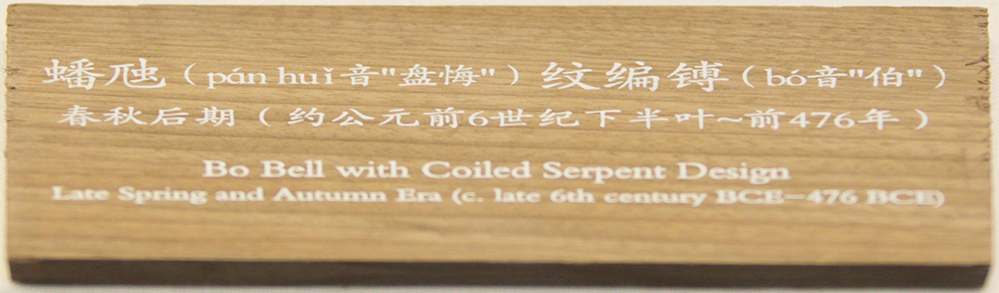 蟠虺（pán huǐ音"盘悔"）纹编镈（bó音"伯"）
春秋后期（约公元前6世纪下半叶~前476年）
Bo Bell with Coiled Serpent Design
Late Spring and Autumn Era (c. late 6th century BCE—476 BCE)